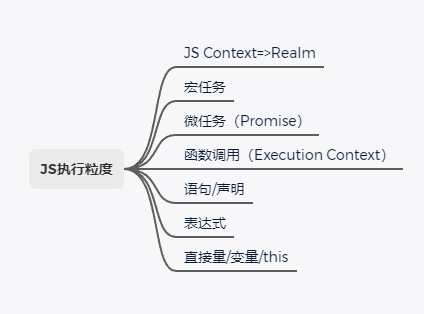 JS执行粒度
JS Context=>Realm
宏任务
微任务（Promise）
函数调用（Execution Context）
语句/声明
表达式
直接量/变量/this